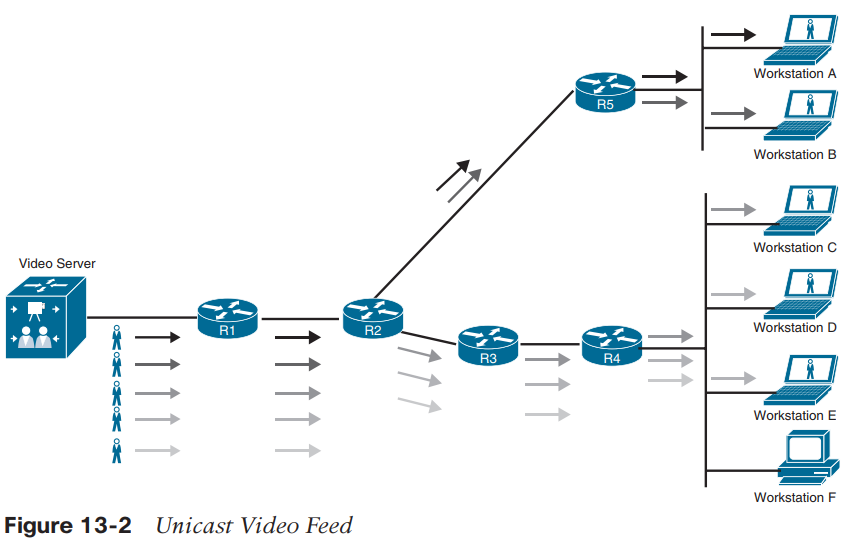 Workstation A
R5
Workstation B
Workstation C
Video Server
R1
R2
Workstation D
R3
R4
Workstation E
Workstation F
Figure 13-2 Unicast Video Feed